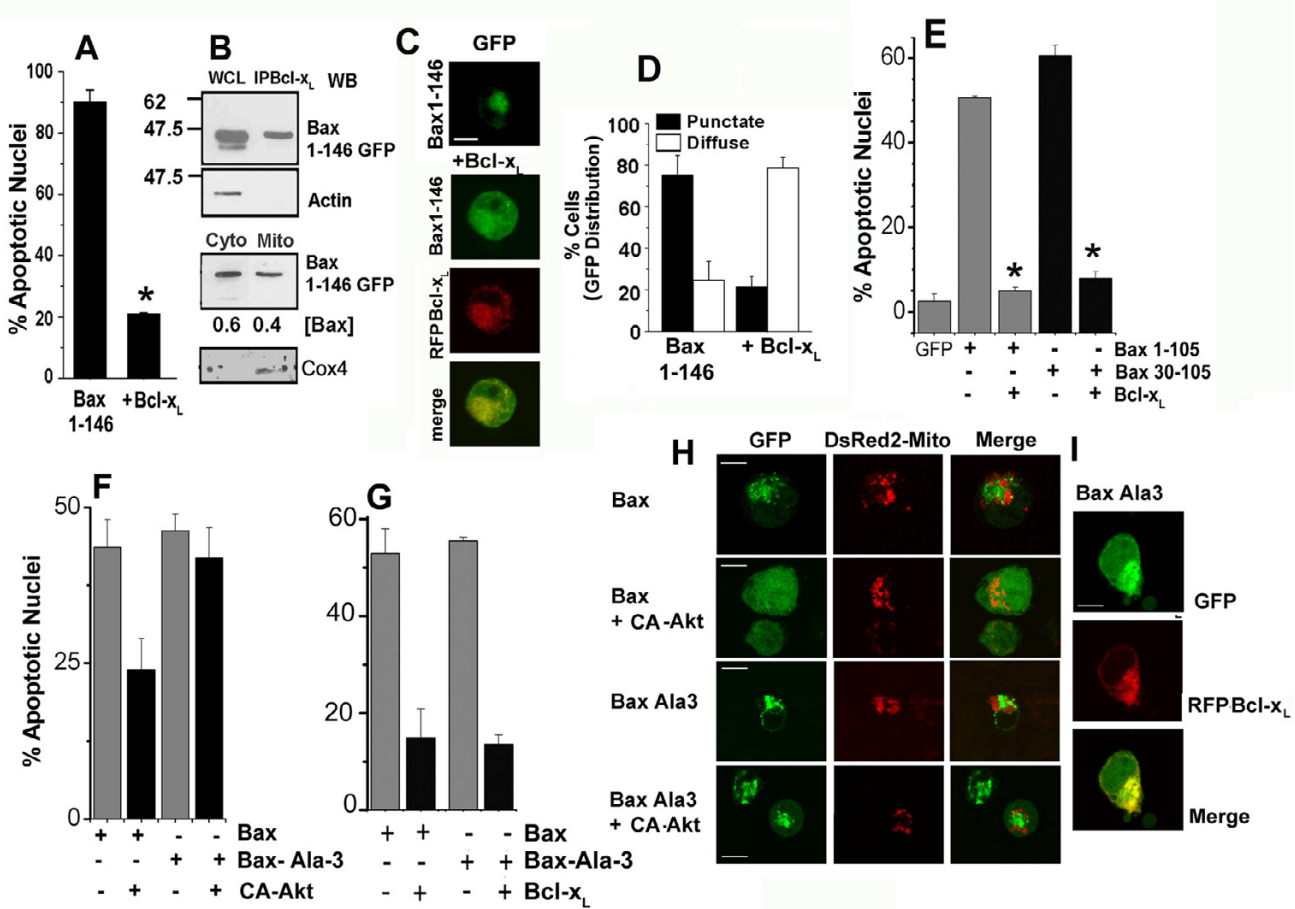 A
% Apoptotic Nuclei
100
80
60
40
20
0
*
Bax
1-146
+Bcl-xL
B
WCL IPBcl-xL WB
62
47.5
Bax
1-146 GFP
47.5
Actin
Cyto Mito
Bax
1-146 GFP
0.6 0.4 [Bax]
Cox4
C
GFP
Bax1-146
+Bcl-xL
Bax1-146
RFPBcl-xL
merge
D
% Cells
(GFP Distribution)
100
80
60
40
20
0
Punctate
Diffuse
Bax
1-146
+ Bcl-xL
E
% Apoptotic Nuclei
60
40
20
0
*
*
GFP + + - - Bax 1-105
- - + + Bax 30-105
- + - + Bcl-xL
F
% Apoptotic Nuclei
50
25
0
+ + - - Bax
- - + + Bax- Ala-3
- + - + CA-Akt
G
60
40
20
0
+ + - - Bax
- - + + Bax-Ala-3
- + - + Bcl-xL
H
GFP DsRed2-Mito Merge
Bax
Bax
+ CA-Akt
Bax Ala3
Bax Ala3
+ CA-Akt
I
Bax Ala3
GFP
L
RFP-Bcl-xL
Merge